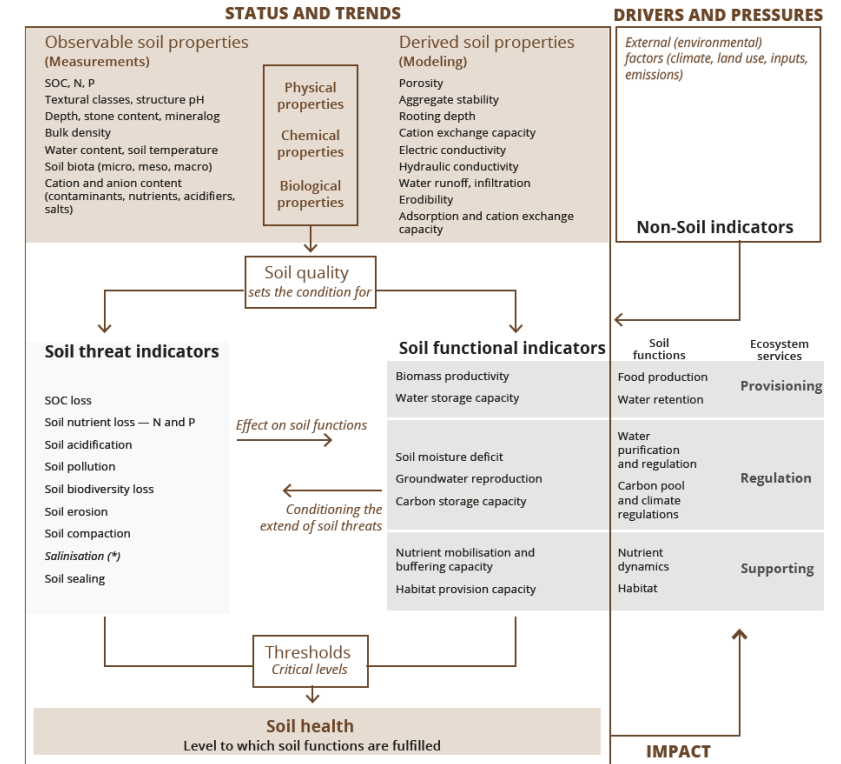 STATUS AND TRENDS
DRIVERS AND PRESSURES
Observable soil properties
(Measurements)
SOC, N, P
Textural classes, structure pH
Depth, stone content, mineralog
Bulk density
Water content, soil temperature
Soil biota (micro, meso, macro)
Cation and anion content
(contaminants, nutrients, acidifiers,
salts)
Physical
properties
Chemical
properties
Biological
properties
Derived soil properties
(Modeling)
Porosity
Aggregate stability
Rooting depth
Cation exchange capacity
Electric conductivity
Hydraulic conductivity
Water runoff, infiltration
Erodibility
Adsorption and cation exchange
capacity
External (environmental)
factors (climate, land use, inputs,
emissions)
Non-Soil indicators
Soil quality
sets the condition for
Soil threat indicators
SOC loss
Soil nutrient loss — N and P
Soil acidification
Soil pollution
Soil biodiversity loss
Soil erosion
Soil compaction
Salinisation (*)
Soil sealing
Effect on soil functions
Conditioning the
extend of soil threats
Soil functional indicators
Soil
functions
Ecosystem
services
Biomass productivity
Water storage capacity
Food production
Water retention
Provisioning
Soil moisture deficit
Groundwater reproduction
Carbon storage capacity
Water
purification
and regulation
Carbon pool
and climate
regulations
Regulation
Nutrient mobilisation and
buffering capacity
Habitat provision capacity
Nutrient
dynamics
Habitat
Supporting
Thresholds
Critical levels
Soil health
Level to which soil functions are fulfilled
IMPACT